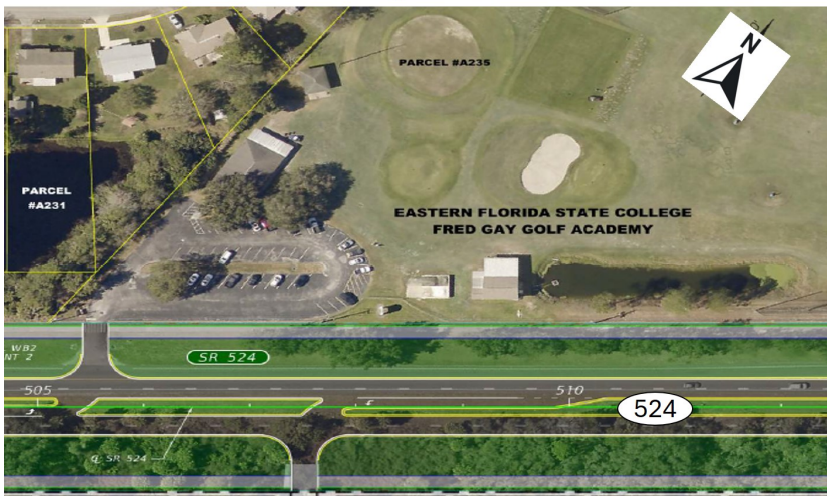 N
PARCEL #A235
PARCEL
#A231
EASTERN FLORIDA STATE COLLEGE
FRED GAY GOLF ACADEMY
WB2
NT 2
SR 524
505
510
524
SR 524